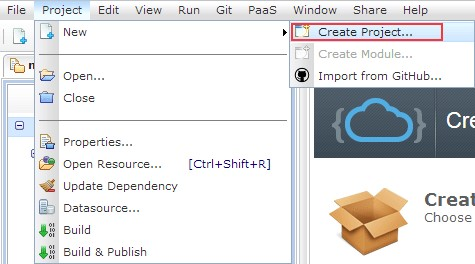 File Project Edit View Run Git PaaS Window Share Help
New
Open...
Close
Properties...
Open Resource... [Ctrl+Shift+R]
Update Dependency
Datasource...
Build
Build & Publish
Create Project...
Create Module...
Import from GitHub...
Cre
Creat
Choose